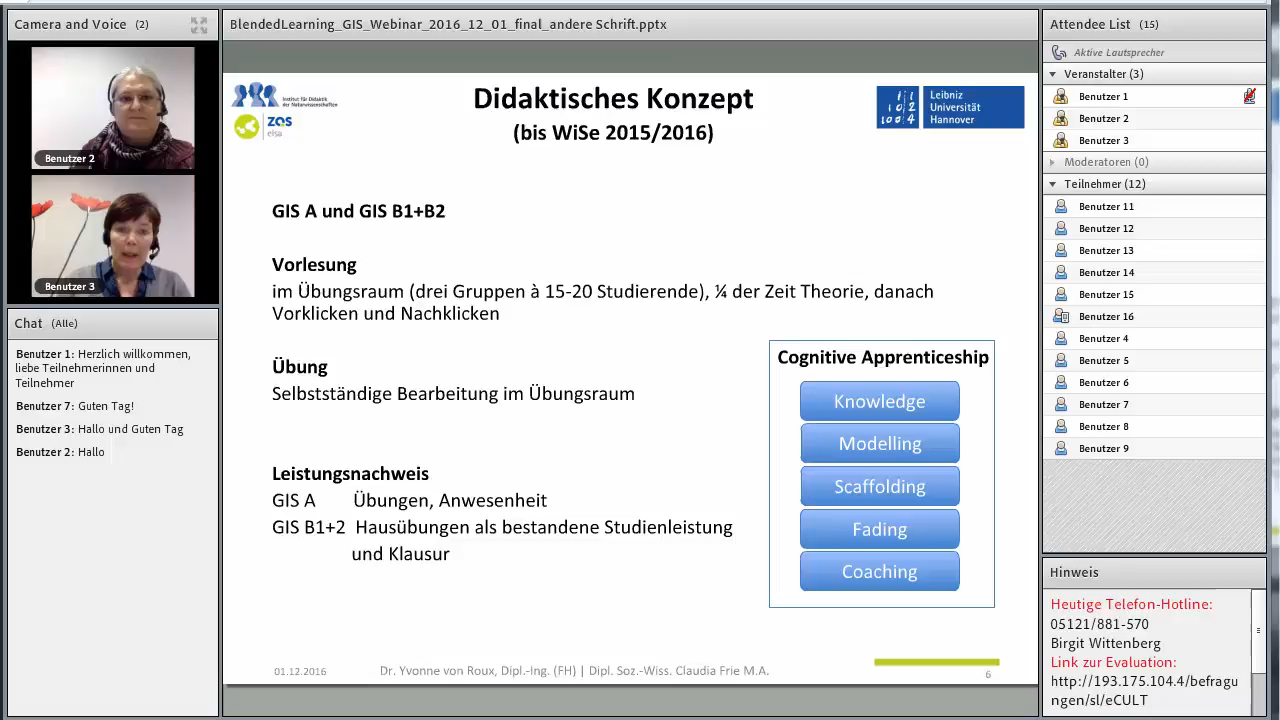 Camera and Voice (2)
Benutzer 2
Benutzer 3
Chat (Alle)
Benutzer 1: Herzlich willkommen,
liebe Teilnehmerinnen und
Teilnehmer
Benutzer 7: Guten Tag!
Benutzer 3: Hallo und Guten Tag
Benutzer 2: Hallo
BlendedLearning_GIS_Webinar_2016_12_01_final_andere Schrift.pptx
Institut für Didaktik
der Naturwissenschaften
ZQS
elsa
Didaktisches Konzept
(bis WiSe 2015/2016)
Leibniz
Universität
Hannover
GIS A und GIS B1+B2
Vorlesung
im Übungsraum (drei Gruppen à 15-20 Studierende), ¼ der Zeit Theorie, danach
Vorklicken und Nachklicken
Übung
Selbstständige Bearbeitung im Übungsraum
Leistungsnachweis
GIS A Übungen, Anwesenheit
GIS B1+2 Hausübungen als bestandene Studienleistung
und Klausur
Cognitive Apprenticeship
Knowledge
Modelling
Scaffolding
Fading
Coaching
01.12.2016
Dr. Yvonne von Roux, Dipl.-Ing. (FH) | Dipl. Soz.-Wiss. Claudia Frie M.A.
6
Attendee List (15)
Aktive Lautsprecher
Veranstalter (3)
Benutzer 1
Benutzer 2
Benutzer 3
Moderatoren (0)
Teilnehmer (12)
Benutzer 11
Benutzer 12
Benutzer 13
Benutzer 14
Benutzer 15
Benutzer 16
Benutzer 4
Benutzer 5
Benutzer 6
Benutzer 7
Benutzer 8
Benutzer 9
Hinweis
Heutige Telefon-Hotline:
05121/881-570
Birgit Wittenberg
Link zur Evaluation:
http://193.175.104.4/befragu
ngen/sl/eCULT